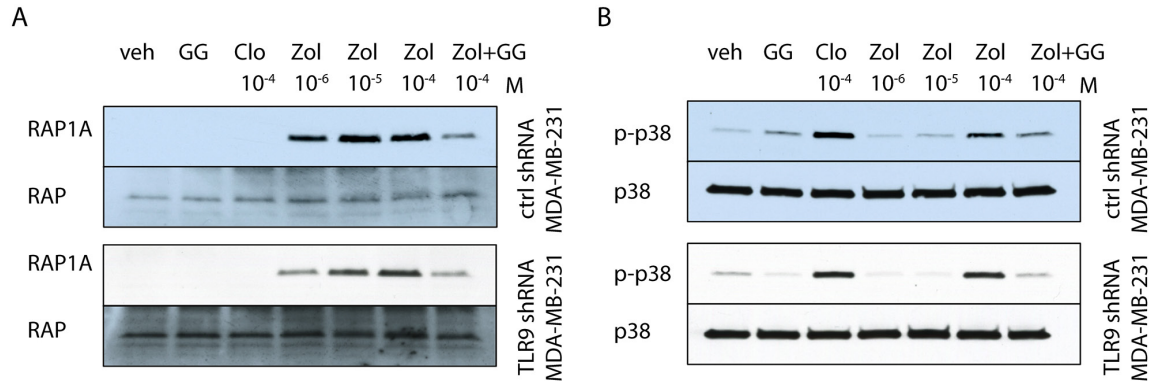 A
veh GG Clo Zol Zol Zol Zol+GG
10⁻⁴ 10⁻⁶ 10⁻⁵ 10⁻⁴ 10⁻⁴ M
RAP1A
RAP
ctrl shRNA
MDA-MB-231
RAP1A
RAP
TLR9 shRNA
MDA-MB-231
B
veh GG Clo Zol Zol Zol Zol+GG
10⁻⁴ 10⁻⁶ 10⁻⁵ 10⁻⁴ 10⁻⁴ M
p-p38
p38
ctrl shRNA
MDA-MB-231
p-p38
p38
TLR9 shRNA
MDA-MB-231